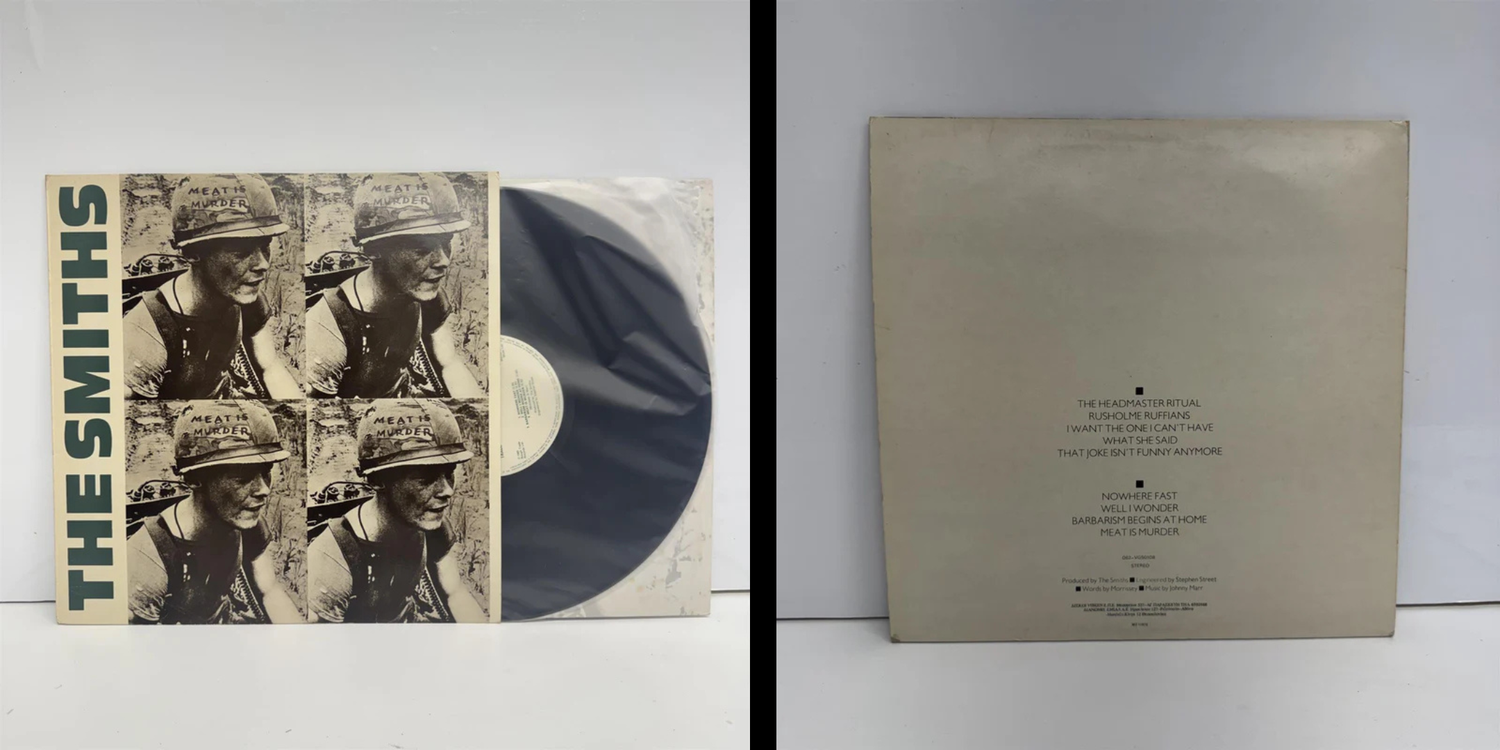 THE SMITHS
MEAT IS
MURDER
MEAT IS
MURDER
MEAT IS
MURDER
MEAT IS
MURDER
THE HEADMASTER RITUAL
RUSHOLME RUFFIANS
I WANT THE ONE I CAN'T HAVE
WHAT SHE SAID
THAT JOKE ISN'T FUNNY ANYMORE
NOWHERE FAST
WELL I WONDER
BARBARISM BEGINS AT HOME
MEAT IS MURDER
STEREO
Produced by The Smiths ■ Engineered by Stephen Street
■ Words by Morrissey ■ Music by Johnny Marr